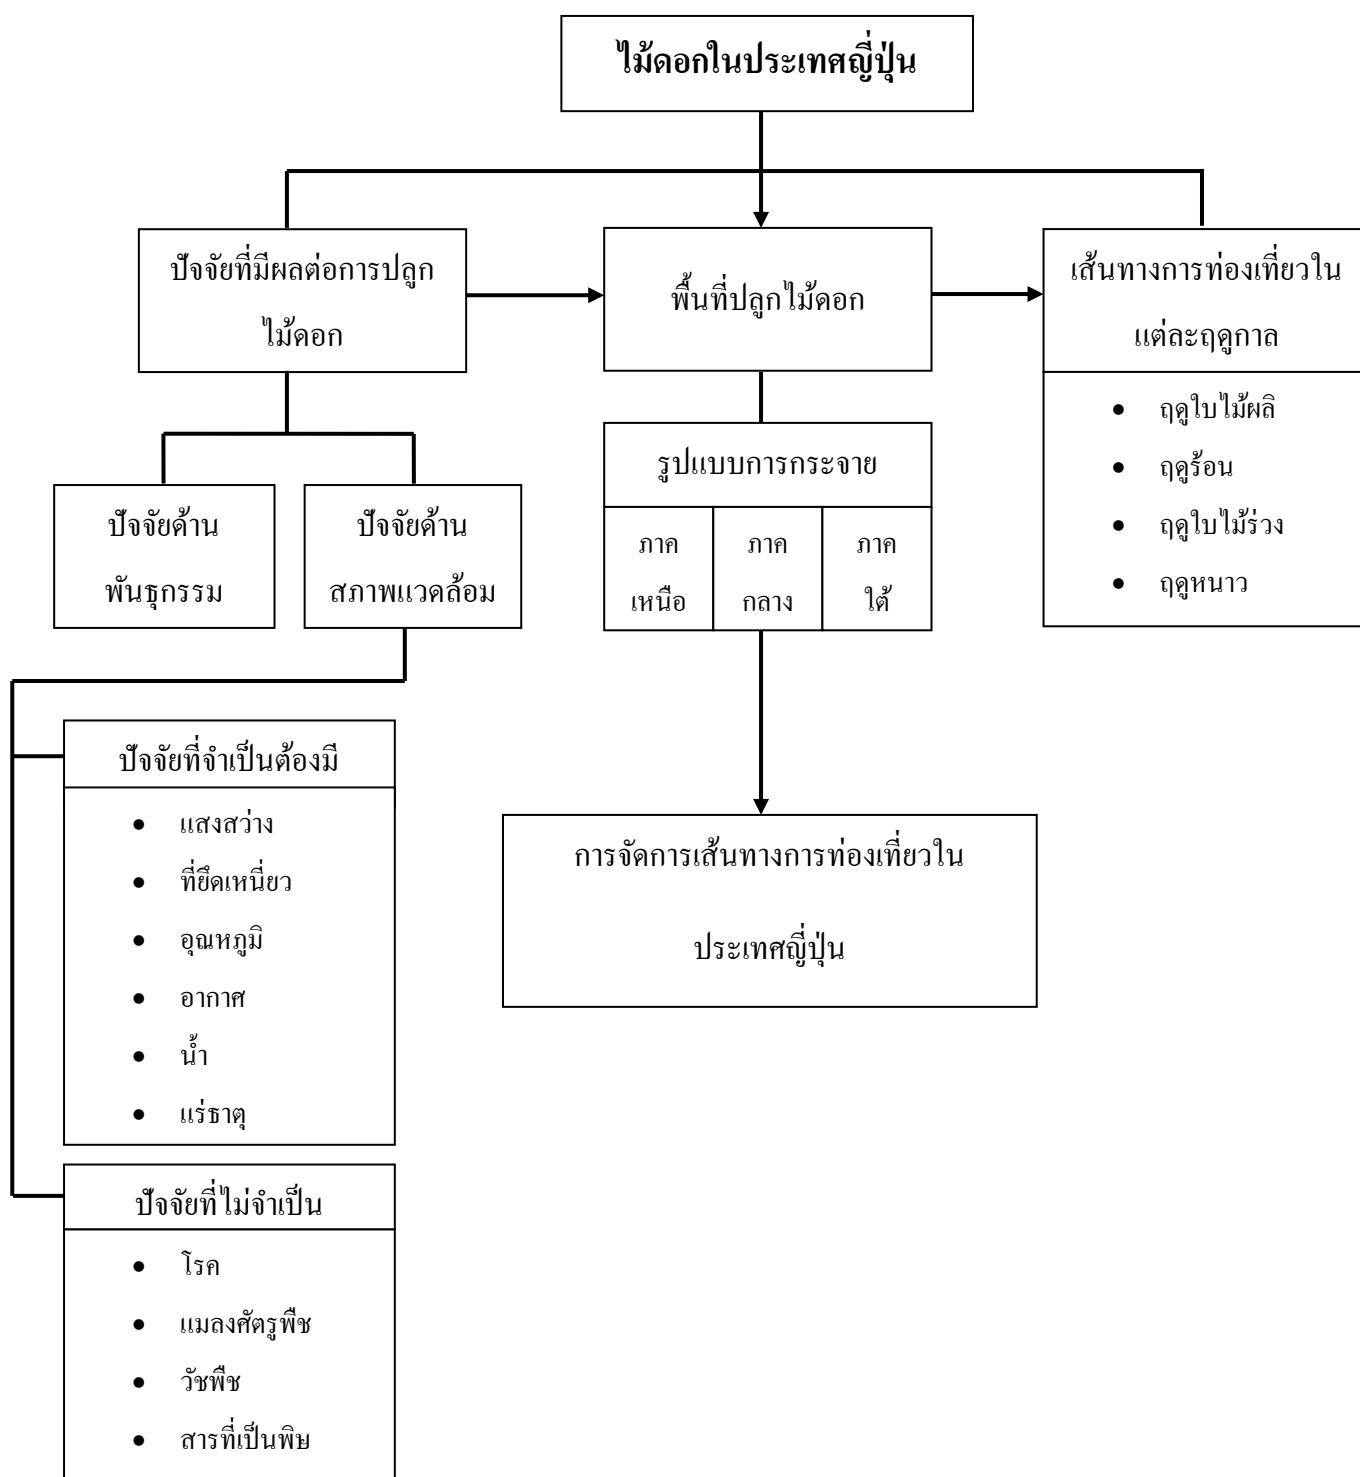 ไม้ดอกในประเทศญี่ปุ่น
ปัจจัยที่มีผลต่อการปลูก
ไม้ดอก
พื้นที่ปลูกไม้ดอก
เส้นทางการท่องเที่ยวใน
แต่ละฤดูกาล
• ฤดูใบไม้ผลิ
• ฤดูร้อน
• ฤดูใบไม้ร่วง
• ฤดูหนาว
รูปแบบการกระจาย
ภาค
เหนือ
ภาค
กลาง
ภาค
ใต้
ปัจจัยด้าน
พันธุกรรม
ปัจจัยด้าน
สภาพแวดล้อม
ปัจจัยที่จำเป็นต้องมี
• แสงสว่าง
• ที่ยึดเหนี่ยว
• อุณหภูมิ
• อากาศ
• น้ำ
• แร่ธาตุ
การจัดการเส้นทางการท่องเที่ยวใน
ประเทศญี่ปุ่น
ปัจจัยที่ไม่จำเป็น
• โรค
• แมลงศัตรูพืช
• วัชพืช
• สารที่เป็นพิษ